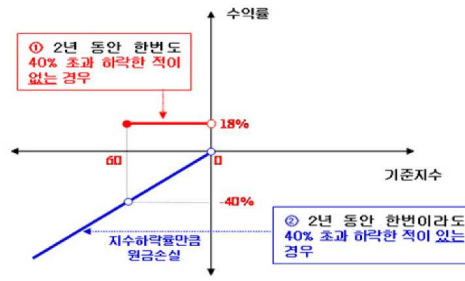 수익률
① 2년 동안 한번도
40% 초과 하락한 적이
없는 경우
18%
60
0
기준지수
-40%
지수하락률만큼
원금손실
② 2년 동안 한번이라도
40% 초과 하락한 적이 있는
경우